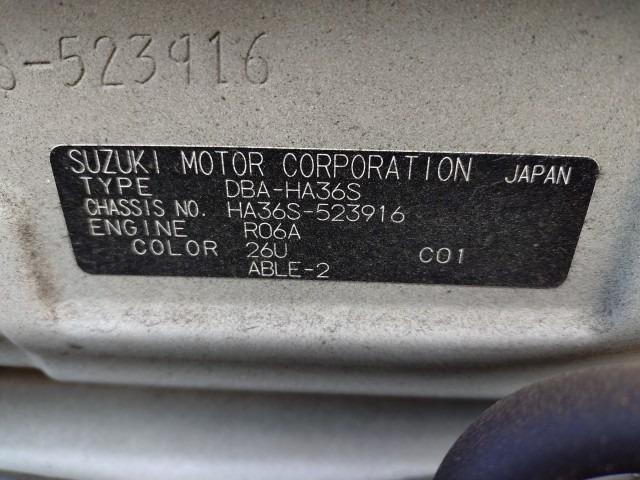 S-523916
SUZUKI MOTOR CORPORATION JAPAN
TYPE DBA-HA36S
CHASSIS NO. HA36S-523916
ENGINE R06A
COLOR 26U C01
ABLE-2